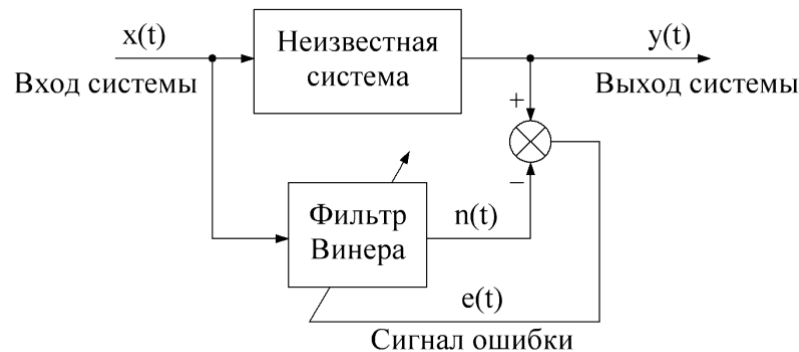 x(t)
Вход системы
Неизвестная
система
y(t)
Выход системы
+
−
Фильтр
Винера
n(t)
e(t)
Сигнал ошибки